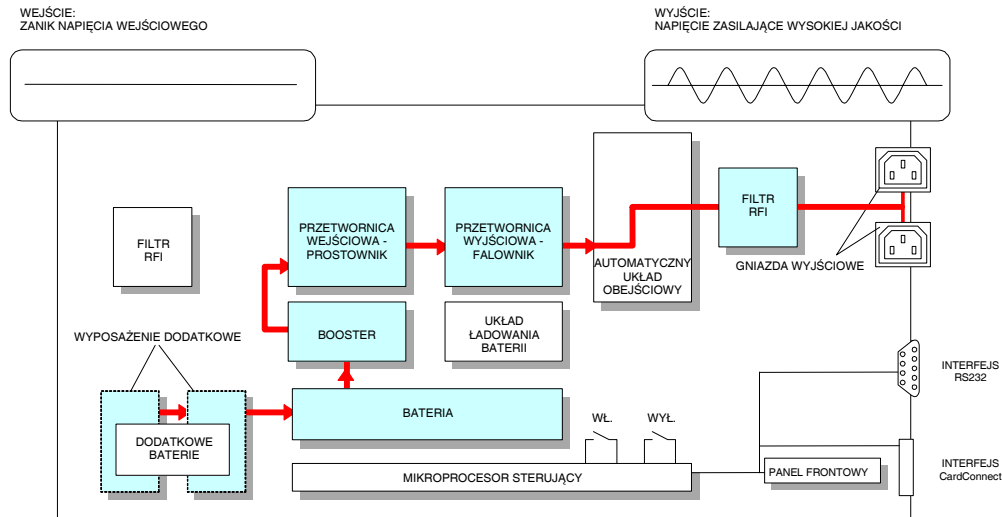 WEJŚCIE:
ZANIK NAPIĘCIA WEJŚCIOWEGO
WYJŚCIE:
NAPIĘCIE ZASILAJĄCE WYSOKIEJ JAKOŚCI
FILTR
RFI
PRZETWORNICA
WEJŚCIOWA -
PROSTOWNIK
PRZETWORNICA
WYJŚCIOWA -
FALOWNIK
AUTOMATYCZNY
UKŁAD
OBEJŚCIOWY
FILTR
RFI
GNIAZDA WYJŚCIOWE
WYPOSAŻENIE DODATKOWE
BOOSTER
UKŁAD
ŁADOWANIA
BATERII
INTERFEJS
RS232
DODATKOWE
BATERIE
BATERIA
WŁ.
WYŁ.
MIKROPROCESOR STERUJĄCY
PANEL FRONTOWY
INTERFEJS
CardConnect